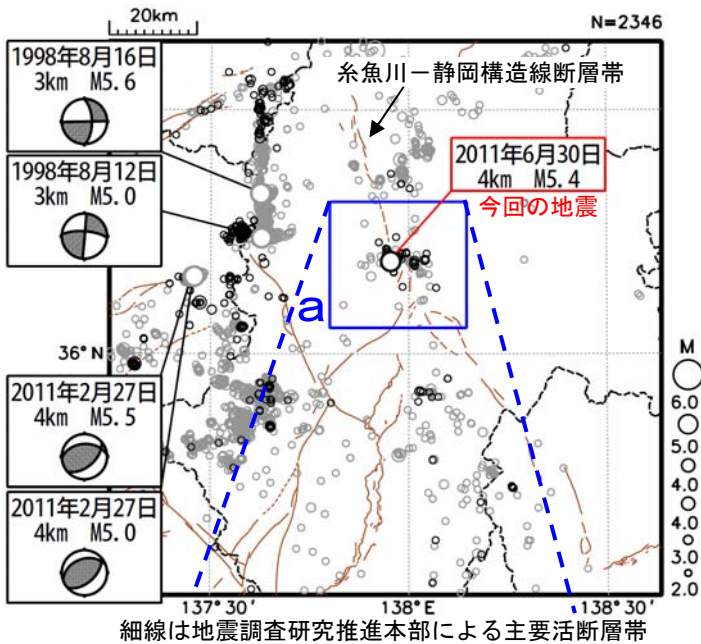 20km
N=2346
1998年8月16日
3km M5.6
糸魚川－静岡構造線断層帯
1998年8月12日
3km M5.0
2011年6月30日
4km M5.4
今回の地震
a
36°N
2011年2月27日
4km M5.5
2011年2月27日
4km M5.0
M
6.0
5.0
4.0
4.0
3.0
2.0
137°30′
138°E
138°30′
細線は地震調査研究推進本部による主要活断層帯